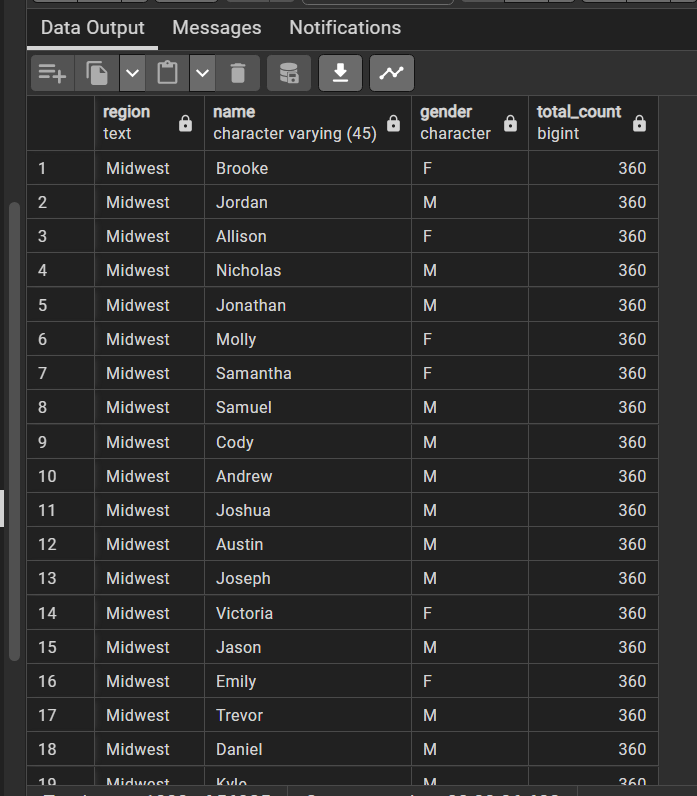 Data Output Messages Notifications
region name gender total_count
text character varying (45) character bigint
1 Midwest Brooke F 360
2 Midwest Jordan M 360
3 Midwest Allison F 360
4 Midwest Nicholas M 360
5 Midwest Jonathan M 360
6 Midwest Molly F 360
7 Midwest Samantha F 360
8 Midwest Samuel M 360
9 Midwest Cody M 360
10 Midwest Andrew M 360
11 Midwest Joshua M 360
12 Midwest Austin M 360
13 Midwest Joseph M 360
14 Midwest Victoria F 360
15 Midwest Jason M 360
16 Midwest Emily F 360
17 Midwest Trevor M 360
18 Midwest Daniel M 360
19 Midwest Kyle M 360